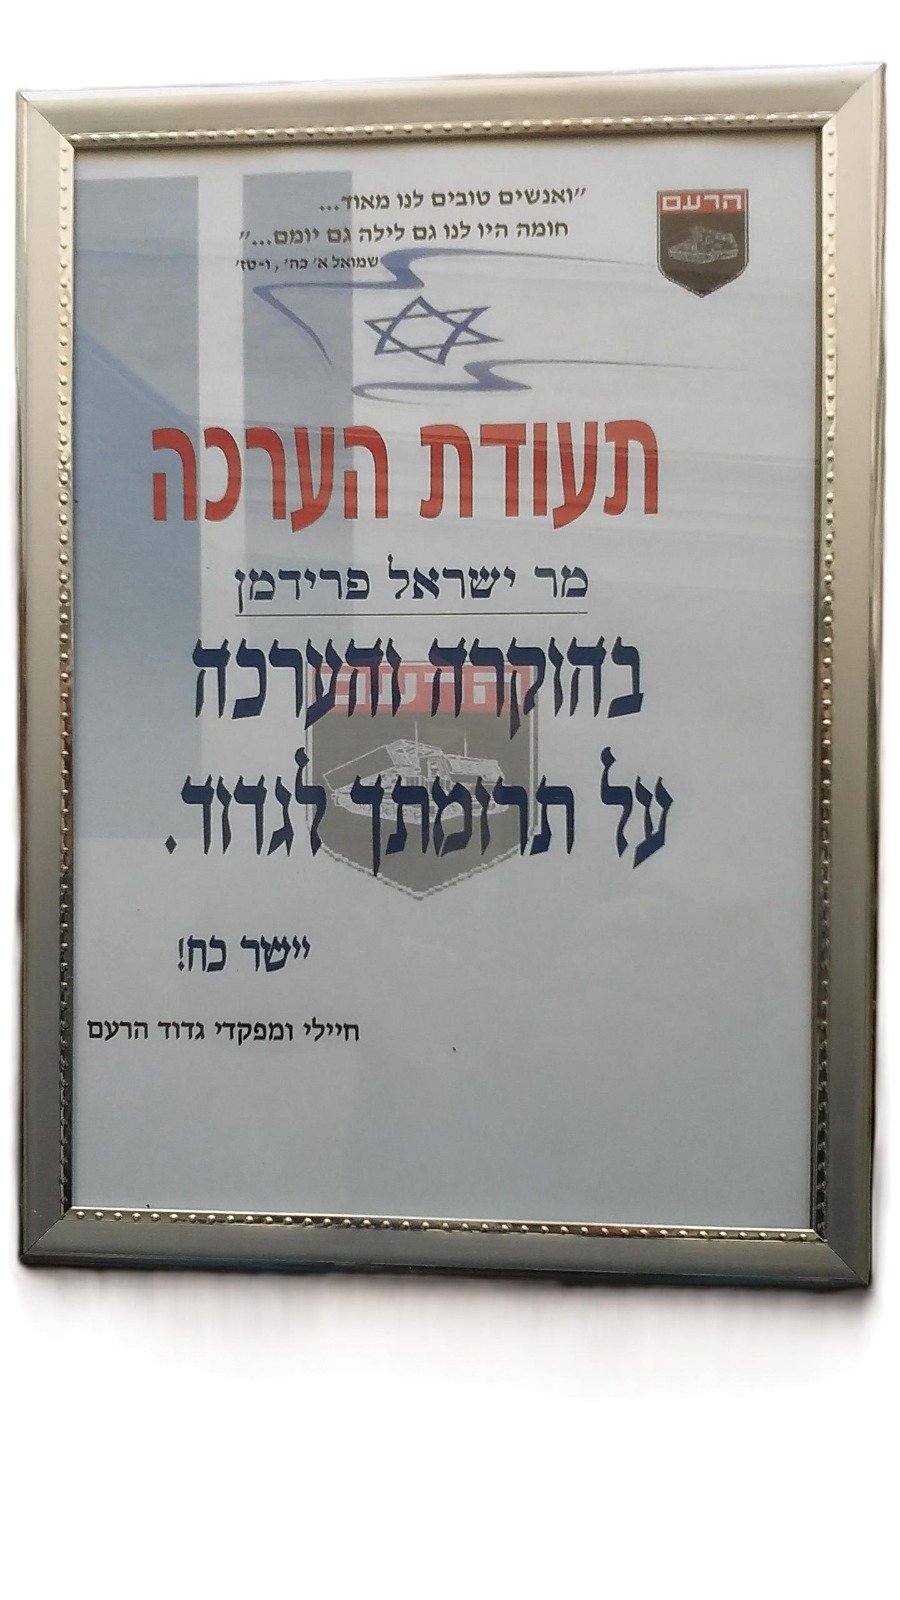 "ואנשים טובים לנו מאוד...
חומה היו לנו גם לילה גם יומם..."
שמואל א' כה', ו-טז'
הרעם
תעודת הערכה
מר ישראל פרידמן
בהוקרה והערכה
על תרומתך לגדוד.
הרעם
יישר כח!
חיילי ומפקדי גדוד הרעם